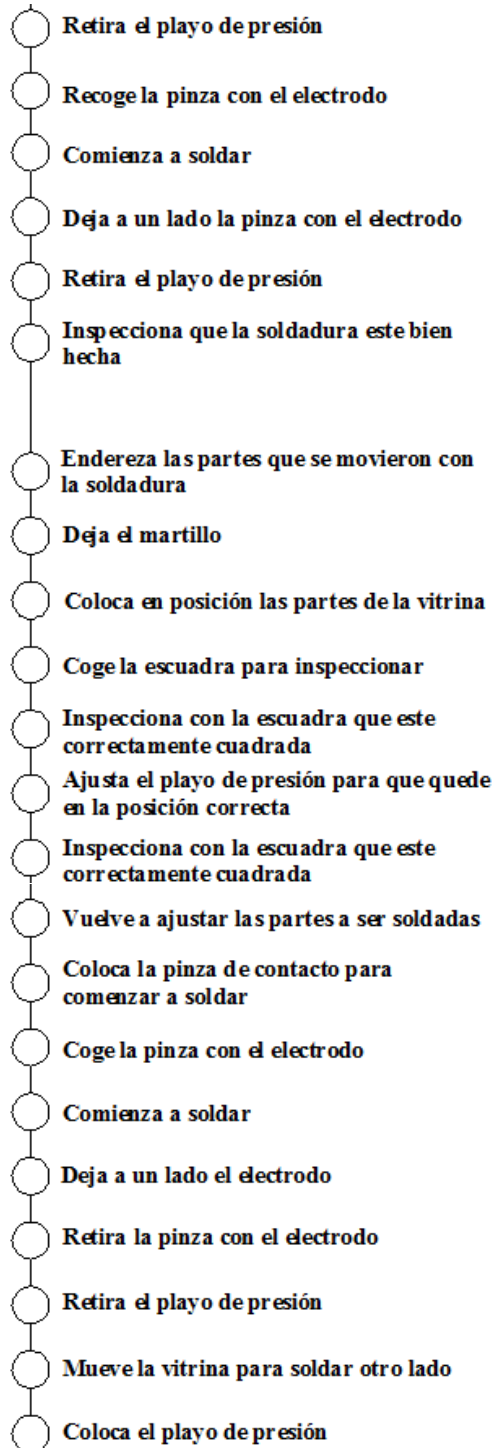 Retira el playo de presión
Recoge la pinza con el electrodo
Comienza a soldar
Deja a un lado la pinza con el electrodo
Retira el playo de presión
Inspecciona que la soldadura este bien
hecha
Endereza las partes que se movieron con
la soldadura
Deja el martillo
Coloca en posición las partes de la vitrina
Coge la escuadra para inspeccionar
Inspecciona con la escuadra que este
correctamente cuadrada
Ajusta el playo de presión para que quede
en la posición correcta
Inspecciona con la escuadra que este
correctamente cuadrada
Vuelve a ajustar las partes a ser soldadas
Coloca la pinza de contacto para
comenzar a soldar
Coge la pinza con el electrodo
Comienza a soldar
Deja a un lado el electrodo
Retira la pinza con el electrodo
Retira el playo de presión
Mueve la vitrina para soldar otro lado
Coloca el playo de presión